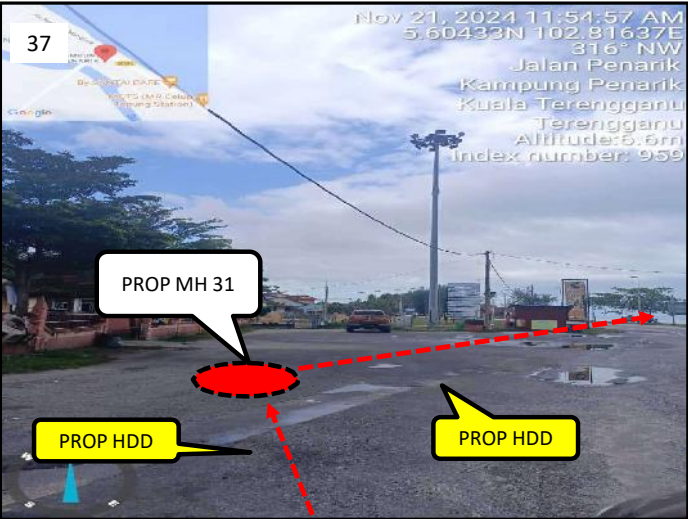 37
Nov 21, 2024 11:54:57 AM
5.60433N 102.81637E
316° NW
Jalan Penarik
Kampung Penarik
Kuala Terengganu
Terengganu
Altitude:6.6m
Index number: 959
Google
PROP MH 31
PROP HDD
PROP HDD